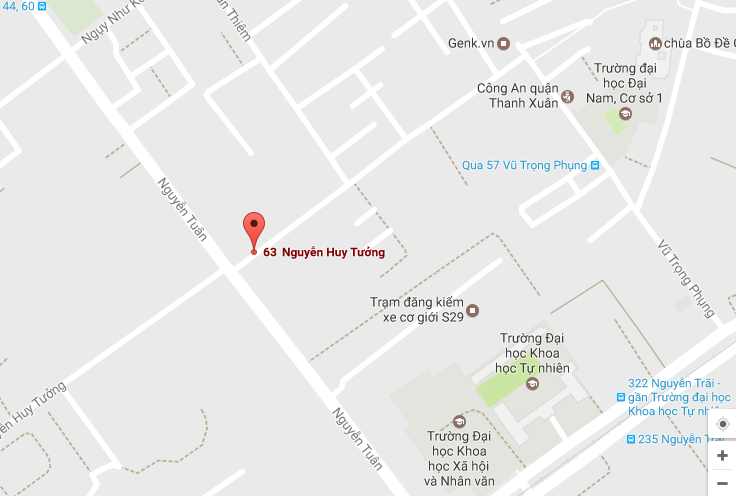 44, 60
Ngụy Như K
n Thiêm
Genk.vn
chùa Bồ Đề
Công An quận
Thanh Xuân
Trường đại
học Đại
Nam, Cơ sở 1
Qua 57 Vũ Trọng Phụng
Nguyễn Tuân
63 Nguyễn Huy Tưởng
Vũ Trọng Phụng
Trạm đăng kiểm
xe cơ giới S29
Trường Đại
học Khoa
học Tự nhiên
322 Nguyễn Trãi -
gần Trường đại học
Khoa học Tự nhiên
ễn Huy Tưởng
Nguyễn Tuân
Trường Đại
học Khoa
học Xã hội
và Nhân văn
235 Nguyễn Trãi